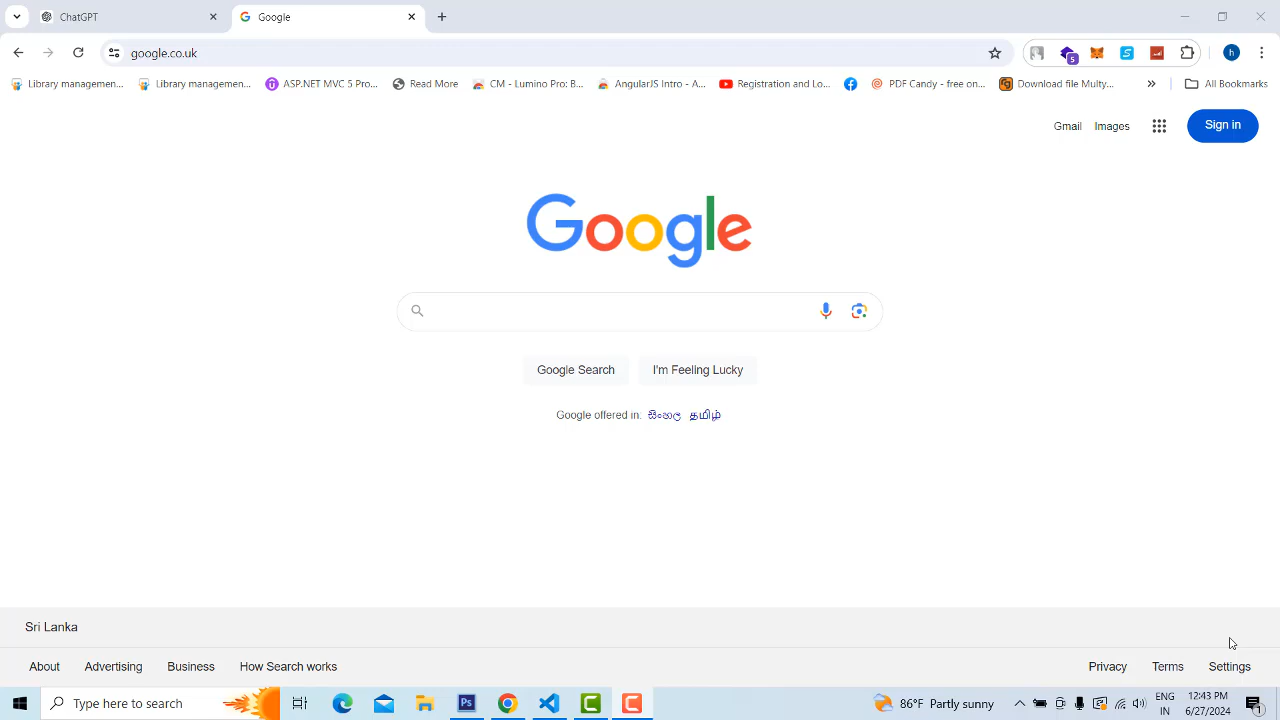 ChatGPT
Google
google.co.uk
5
h
Library managemen...
Library managemen...
ASP.NET MVC 5 Pro...
Read More
CM - Lumino Pro: B...
AngularJS Intro - A...
Registration and Lo...
PDF Candy - free on...
Download file Multy...
»
All Bookmarks
Gmail
Images
Sign in
Google
Google Search
I'm Feeling Lucky
Google offered in: සිංහල தமிழ்
Sri Lanka
About
Advertising
Business
How Search works
Privacy
Terms
Settings
Type here to search
Ps
86°F Partly sunny
ENG
IN
12:43 PM
6/27/2024
1